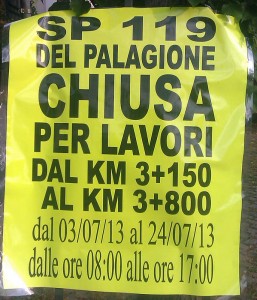 SP 119
DEL PALAGIONE
CHIUSA
PER LAVORI
DAL KM 3+150
AL KM 3+800
dal 03/07/13 al 24/07/13
dalle ore 08:00 alle ore 17:00